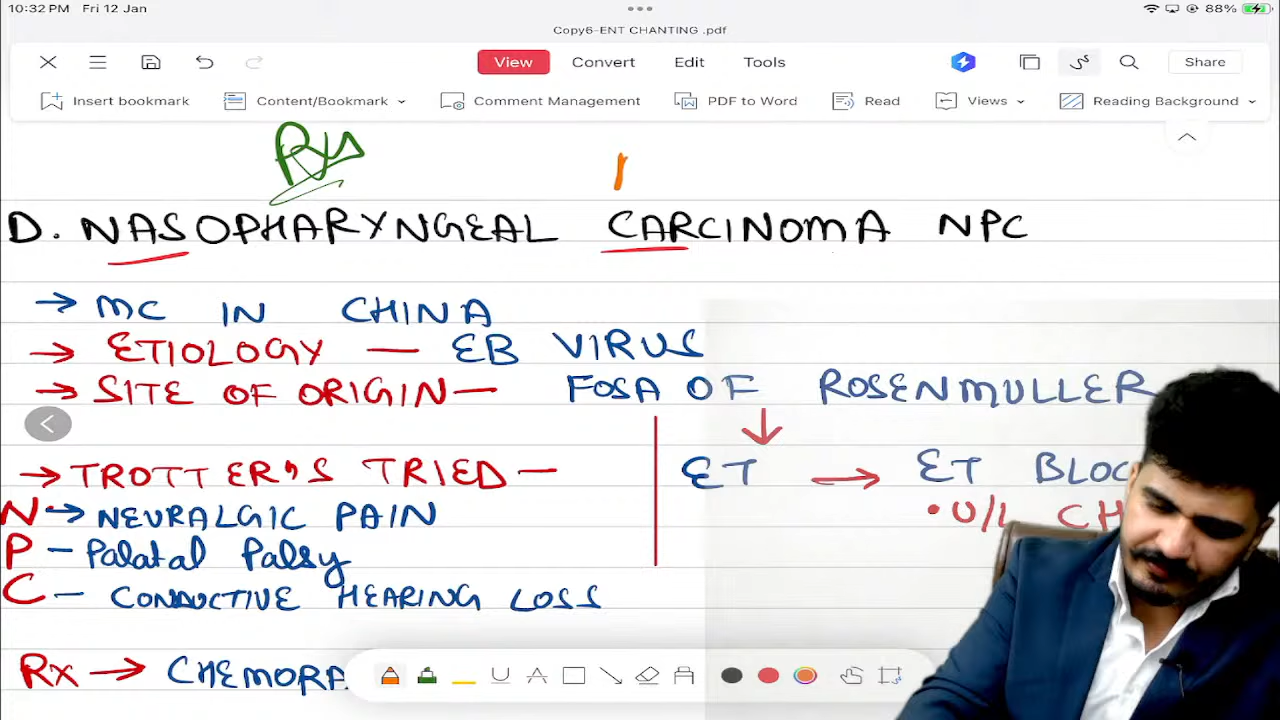 10:32 PM Fri 12 Jan
88%
Copy6-ENT CHANTING .pdf
View Convert Edit Tools Share
Insert bookmark Content/Bookmark Comment Management PDF to Word Read Views Reading Background
Rx
D. NASOPHARYNGEAL CARCINOMA NPC
→ MC IN CHINA
→ ETIOLOGY — EB VIRUS
→ SITE OF ORIGIN — FOSA OF ROSENMULLER
↓
→ TROTTER'S TRIED —
ET → ET BLOC
N → NEURALGIC PAIN
• U/L CH
P - Palatal Palsy
C - CONDUCTIVE HEARING LOSS
Rx → CHEMORA